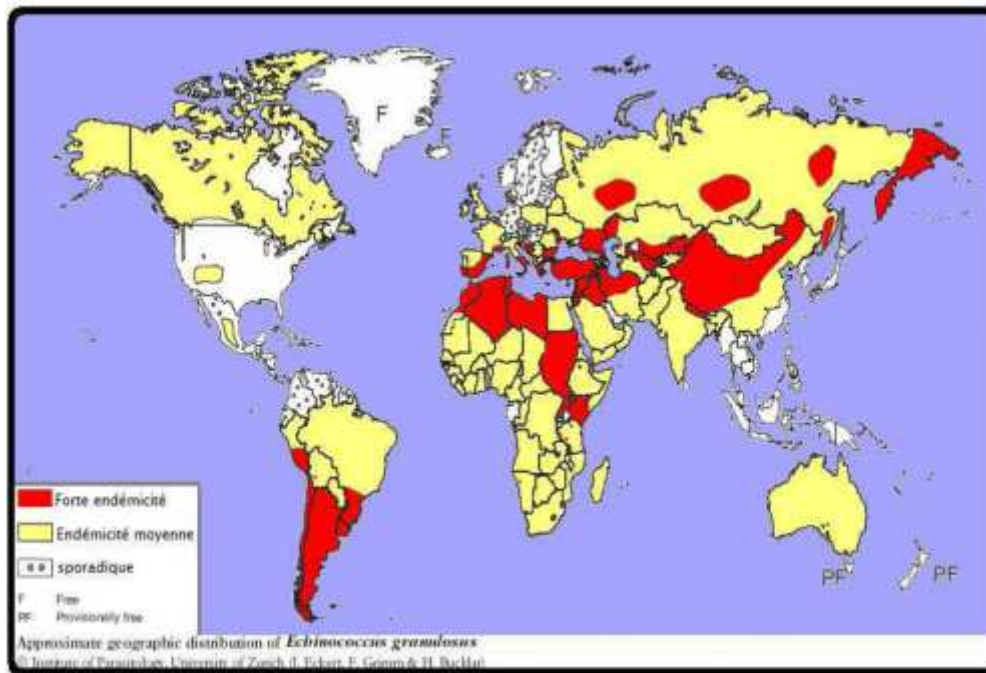 F
F
PF
PF
Forte endémicité
Endémicité moyenne
sporadique
F Free
PF Provisionally free
Approximate geographic distribution of Echinococcus granulosus
© Institute of Parasitology, University of Zurich (J. Eckert, F. Grimm & H. Bucklar)